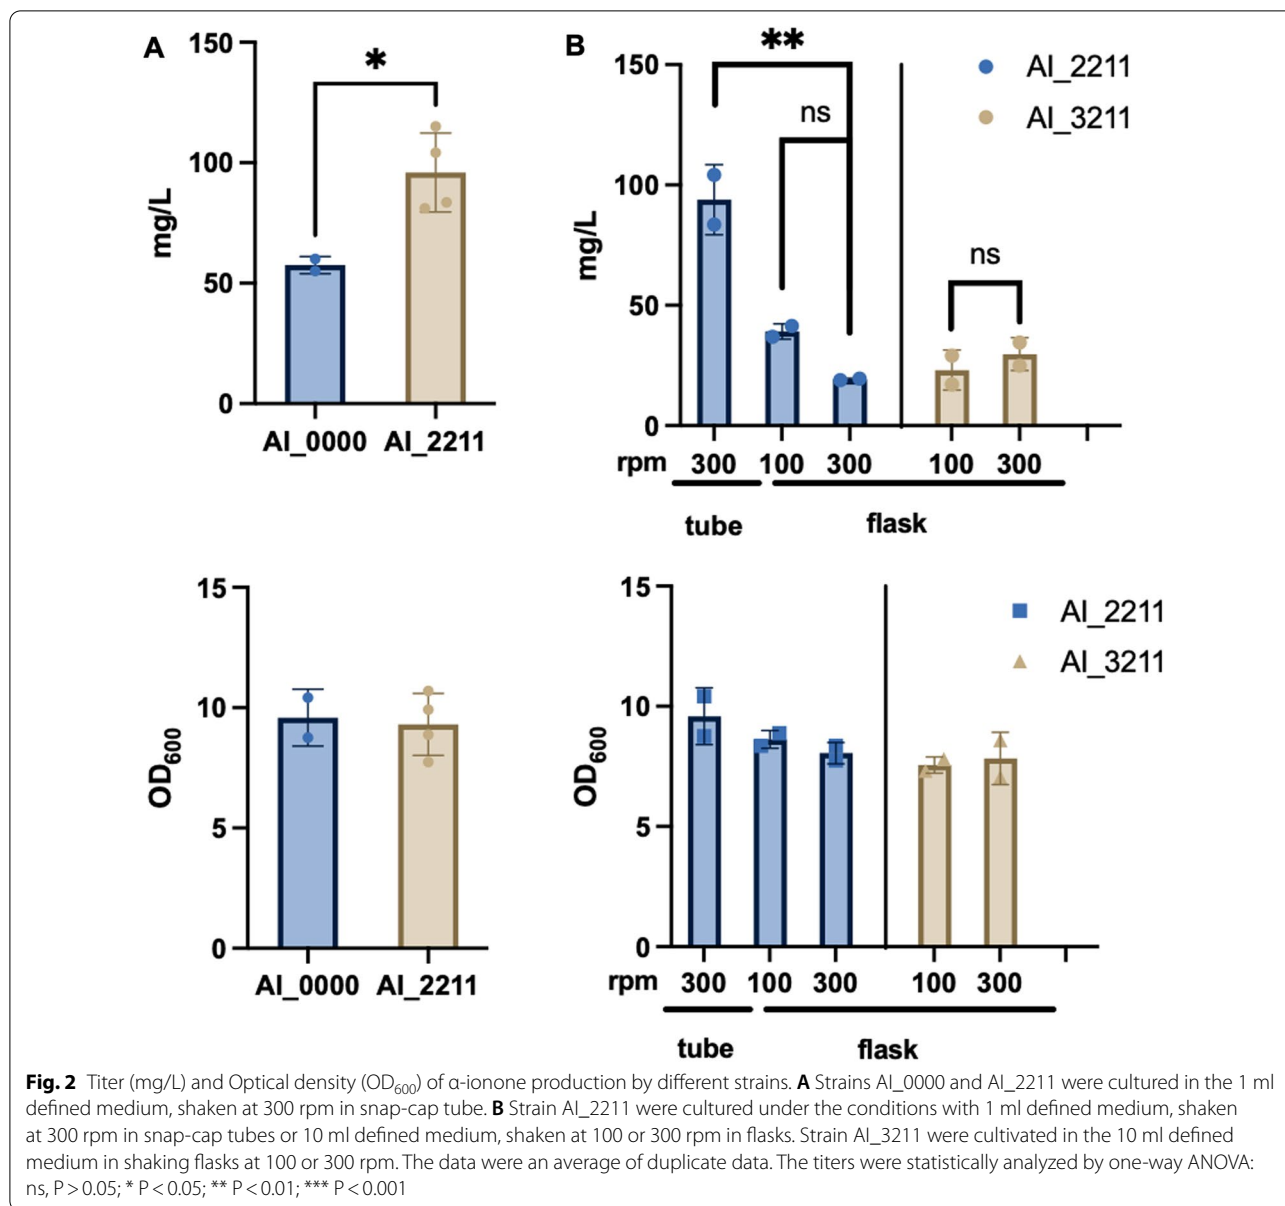 A
150
100
50
0
mg/L
*
AI_0000 AI_2211
B
150
100
50
0
mg/L
**
ns
ns
AI_2211
AI_3211
rpm 300 100 300 100 300
tube flask
15
10
5
0
OD600
AI_0000 AI_2211
15
10
5
0
OD600
AI_2211
AI_3211
rpm 300 100 300 100 300
tube flask
Fig. 2 Titer (mg/L) and Optical density (OD600) of α-ionone production by different strains. A Strains AI_0000 and AI_2211 were cultured in the 1 ml
defined medium, shaken at 300 rpm in snap-cap tube. B Strain AI_2211 were cultured under the conditions with 1 ml defined medium, shaken
at 300 rpm in snap-cap tubes or 10 ml defined medium, shaken at 100 or 300 rpm in flasks. Strain AI_3211 were cultivated in the 10 ml defined
medium in shaking flasks at 100 or 300 rpm. The data were an average of duplicate data. The titers were statistically analyzed by one-way ANOVA:
ns, P > 0.05; * P < 0.05; ** P < 0.01; *** P < 0.001